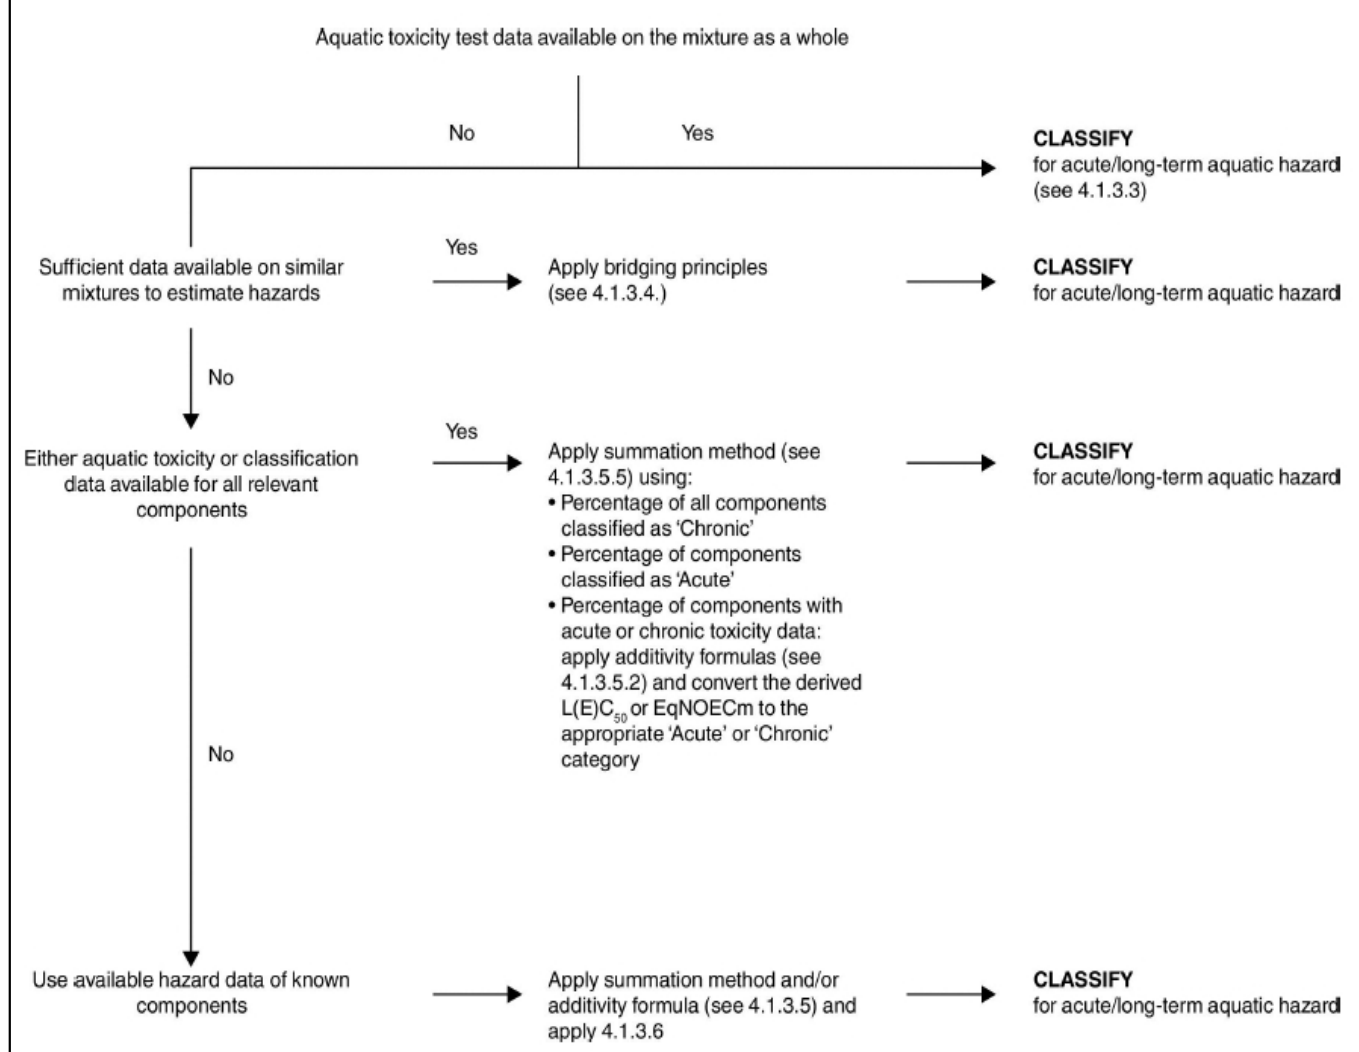 Aquatic toxicity test data available on the mixture as a whole
No
Yes
CLASSIFY
for acute/long-term aquatic hazard
(see 4.1.3.3)
Sufficient data available on similar
mixtures to estimate hazards
Yes
Apply bridging principles
(see 4.1.3.4.)
CLASSIFY
for acute/long-term aquatic hazard
No
Either aquatic toxicity or classification
data available for all relevant
components
Yes
Apply summation method (see
4.1.3.5.5) using:
• Percentage of all components
classified as ‘Chronic’
• Percentage of components
classified as ‘Acute’
• Percentage of components with
acute or chronic toxicity data:
apply additivity formulas (see
4.1.3.5.2) and convert the derived
L(E)C50 or EqNOECm to the
appropriate ‘Acute’ or ‘Chronic’
category
CLASSIFY
for acute/long-term aquatic hazard
No
Use available hazard data of known
components
Apply summation method and/or
additivity formula (see 4.1.3.5) and
apply 4.1.3.6
CLASSIFY
for acute/long-term aquatic hazard